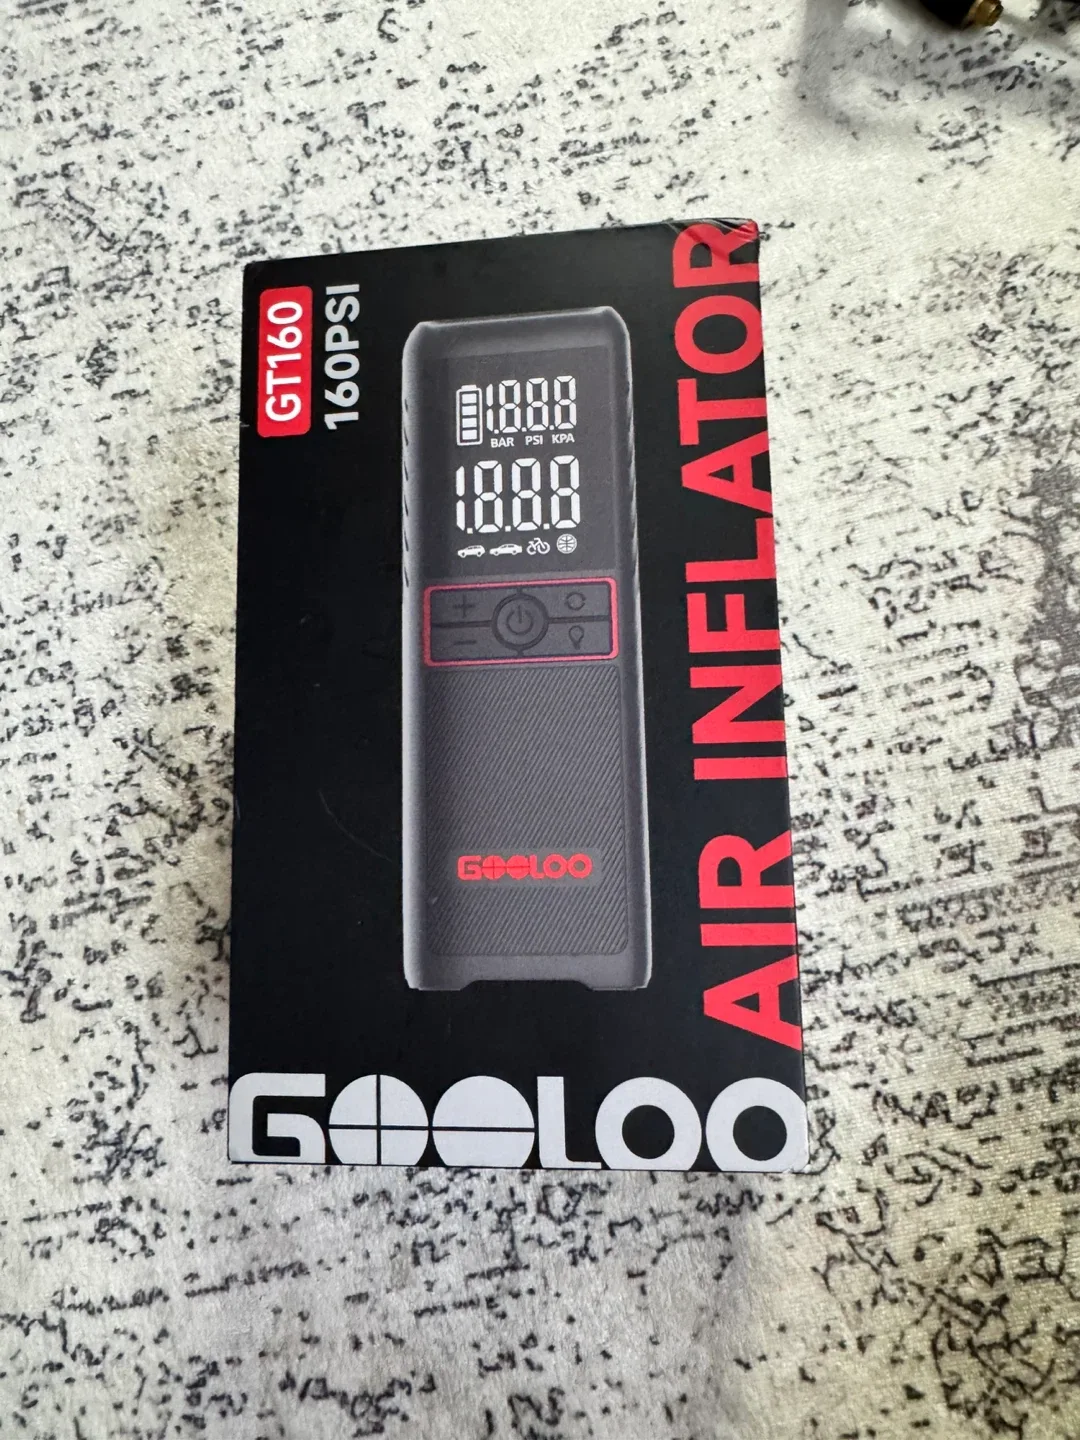 GT160
160PSI
1.8.8.8
BAR PSI KPA
1.8.8.8
GOOLOO
AIR INFLATOR
GOOLOO